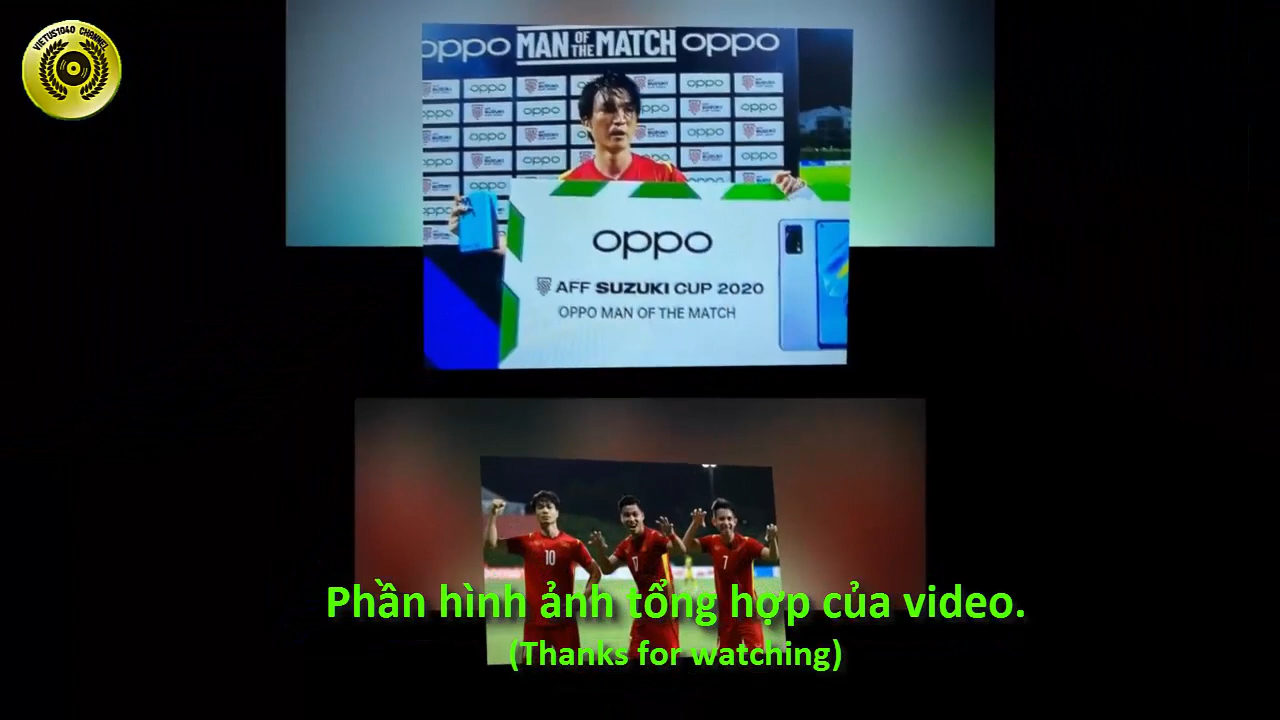 VIETUS1040 CHANNEL
oppo MAN OF THE MATCH oppo
oppo
AFF SUZUKI CUP 2020
OPPO MAN OF THE MATCH
10
17
7
Phần hình ảnh tổng hợp của video.
(Thanks for watching)